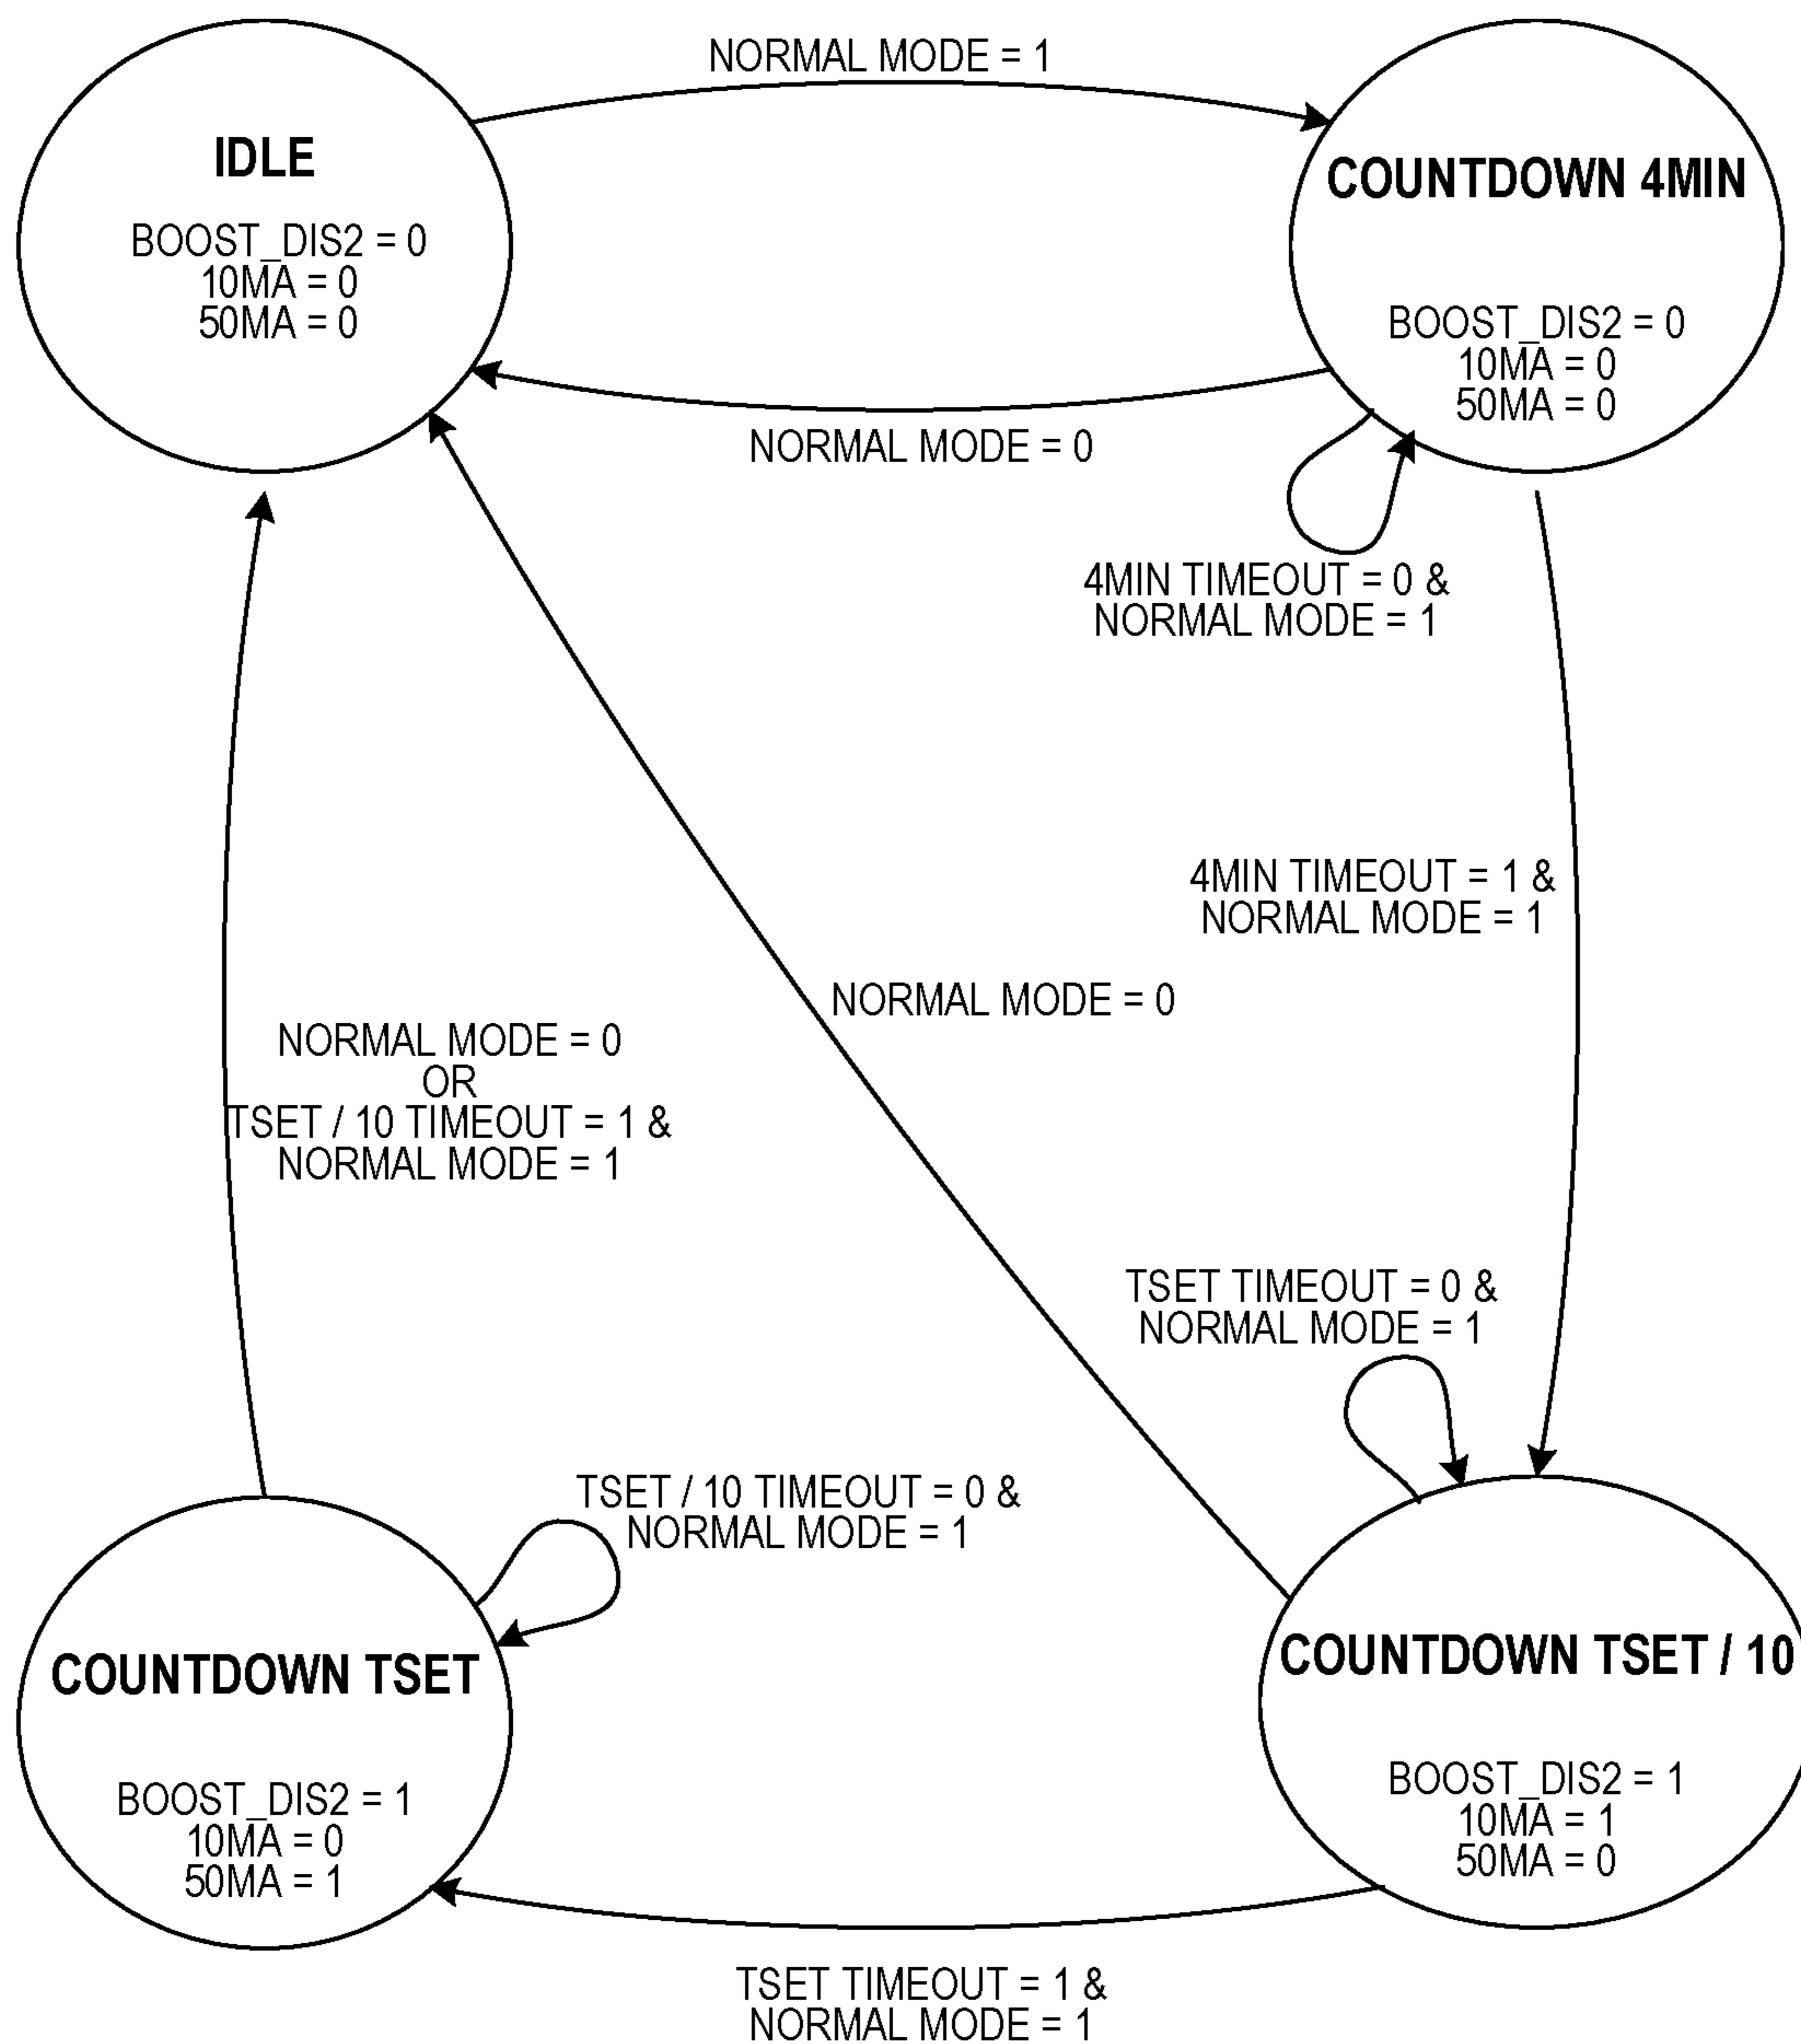 NORMAL MODE = 1
IDLE
BOOST_DIS2 = 0
10MA = 0
50MA = 0
COUNTDOWN 4MIN
BOOST_DIS2 = 0
10MA = 0
50MA = 0
NORMAL MODE = 0
4MIN TIMEOUT = 0 &
NORMAL MODE = 1
4MIN TIMEOUT = 1 &
NORMAL MODE = 1
NORMAL MODE = 0
NORMAL MODE = 0
OR
TSET / 10 TIMEOUT = 1 &
NORMAL MODE = 1
TSET TIMEOUT = 0 &
NORMAL MODE = 1
TSET / 10 TIMEOUT = 0 &
NORMAL MODE = 1
COUNTDOWN TSET
BOOST_DIS2 = 1
10MA = 0
50MA = 1
COUNTDOWN TSET / 10
BOOST_DIS2 = 1
10MA = 1
50MA = 0
TSET TIMEOUT = 1 &
NORMAL MODE = 1